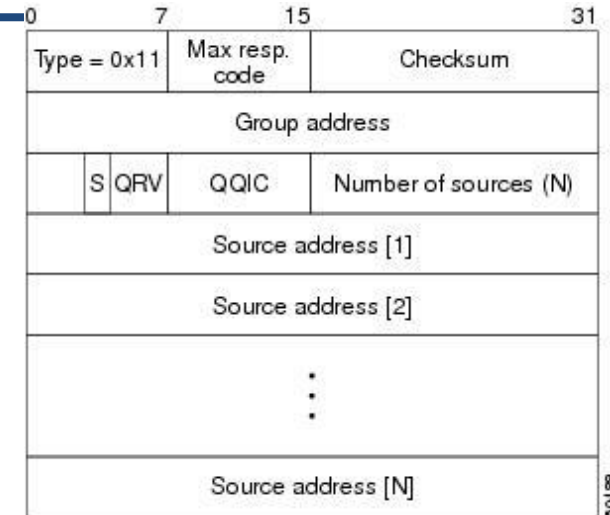 0 7 15 31
Type = 0x11 Max resp. code Checksum
Group address
S QRV QQIC Number of sources (N)
Source address [1]
Source address [2]
Source address [N]